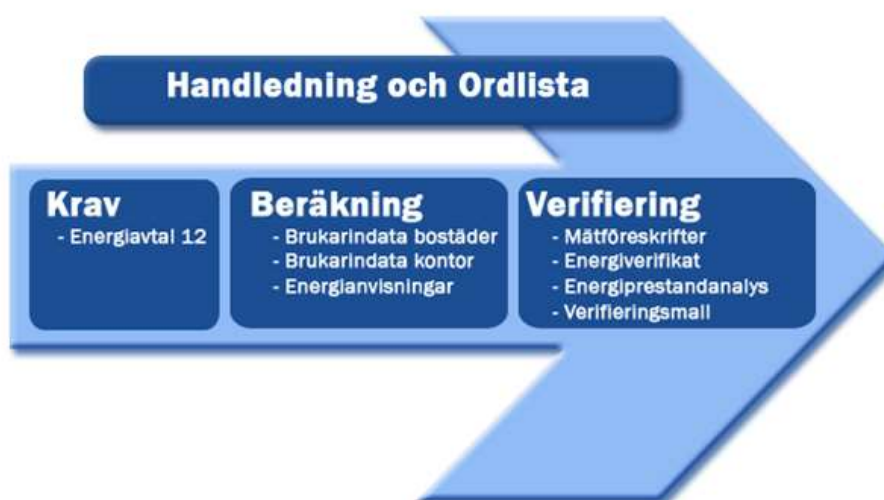 Handledning och Ordlista
Krav
- Energiavtal 12
Beräkning
- Brukarindata bostäder
- Brukarindata kontor
- Energianvisningar
Verifiering
- Mätföreskrifter
- Energiverifikat
- Energiprestandanalys
- Verifieringsmall